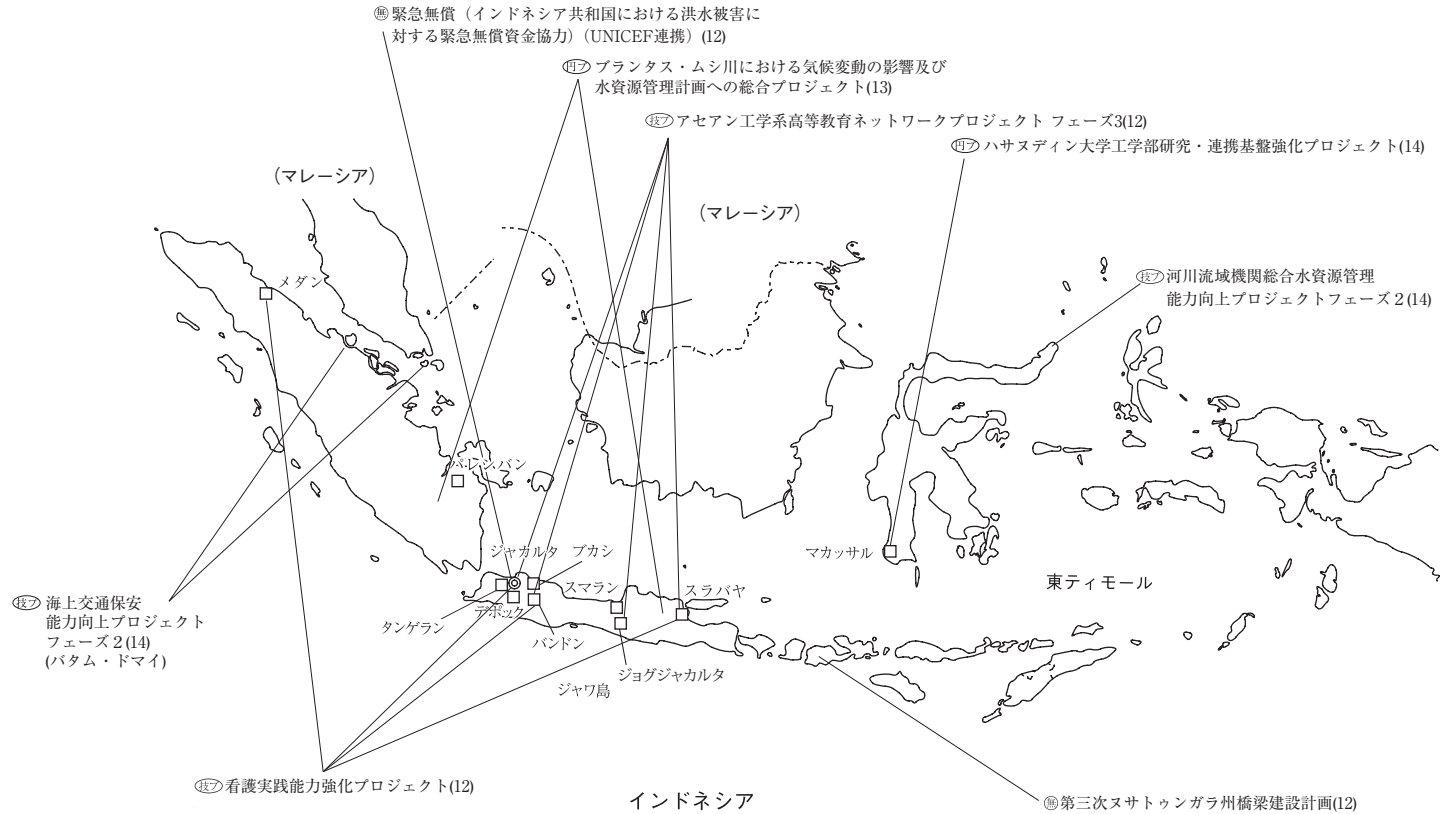 ㊄緊急無償（インドネシア共和国における洪水被害に
対する緊急無償資金協力）（UNICEF連携）(12)
円プ ブランタス・ムシ川における気候変動の影響及び
水資源管理計画への総合プロジェクト(13)
技プ アセアン工学系高等教育ネットワークプロジェクト フェーズ3(12)
円プ ハサヌディン大学工学部研究・連携基盤強化プロジェクト(14)
（マレーシア）
（マレーシア）
技プ 河川流域機関総合水資源管理
能力向上プロジェクトフェーズ２(14)
メダン
パレンバン
ジャカルタ
ブカシ
マカッサル
スマラン
スラバヤ
東ティモール
技プ 海上交通保安
能力向上プロジェクト
フェーズ２(14)
(バタム・ドマイ)
デポック
タンゲラン
バンドン
ジョグジャカルタ
ジャワ島
技プ 看護実践能力強化プロジェクト(12)
インドネシア
無 第三次ヌサトゥンガラ州橋梁建設計画(12)